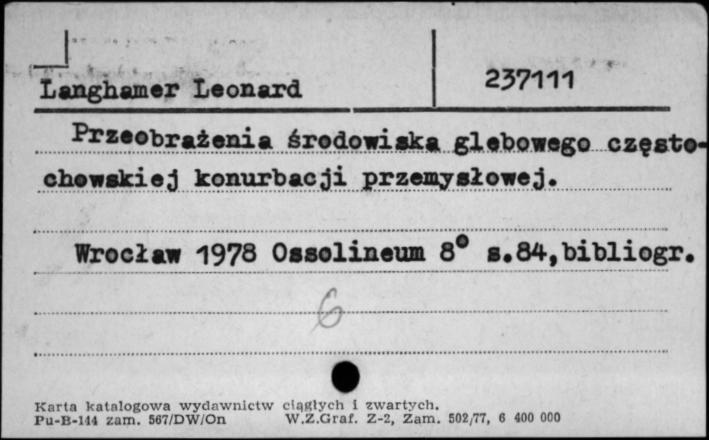 Langhamer Leonard 237111
Przeobrażenia środowiska glebowego często-
chowskiej konurbacji przemysłowej.
Wrocław 1978 Ossolineum 8° s.84,bibliogr.
6
Karta katalogowa wydawnictw ciągłych i zwartych.
Pu-B-144 zam. 567/DW/On W.Z.Graf. Z-2, Zam. 502/77, 6 400 000